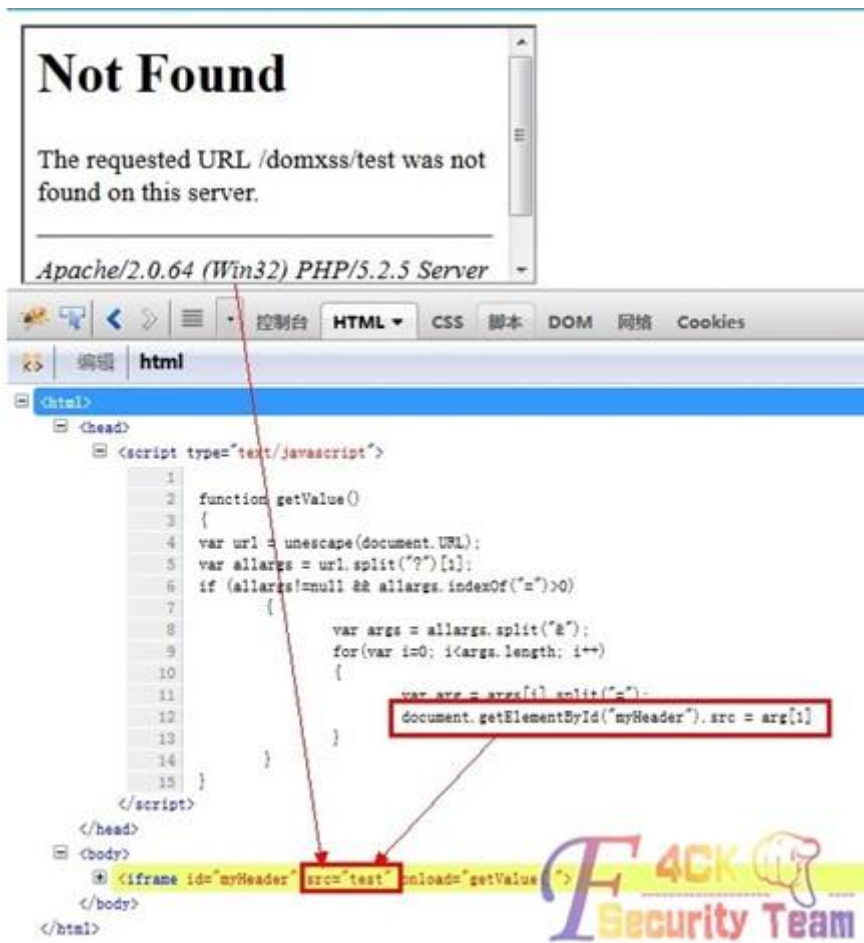 Not Found
The requested URL /domxss/test was not
found on this server.
Apache/2.0.64 (Win32) PHP/5.2.5 Server
控制台 HTML CSS 脚本 DOM 网络 Cookies
编辑 html
<html>
<head>
<script type="text/javascript">
1
2 function getValue()
3 {
4 var url = unescape(document.URL);
5 var allargs = url.split("?")[1];
6 if (allargs!=null && allargs.indexOf("=")>0)
7 {
8 var args = allargs.split("&");
9 for(var i=0; i<args.length; i++)
10 {
11 var arg = args[i].split("=");
12 document.getElementById("myHeader").src = arg[1]
13 }
14 }
15 }
</script>
</head>
<body>
<iframe id="myHeader" src="test" onload="getValue( ">
</body>
</html>
F4CK
Security Team